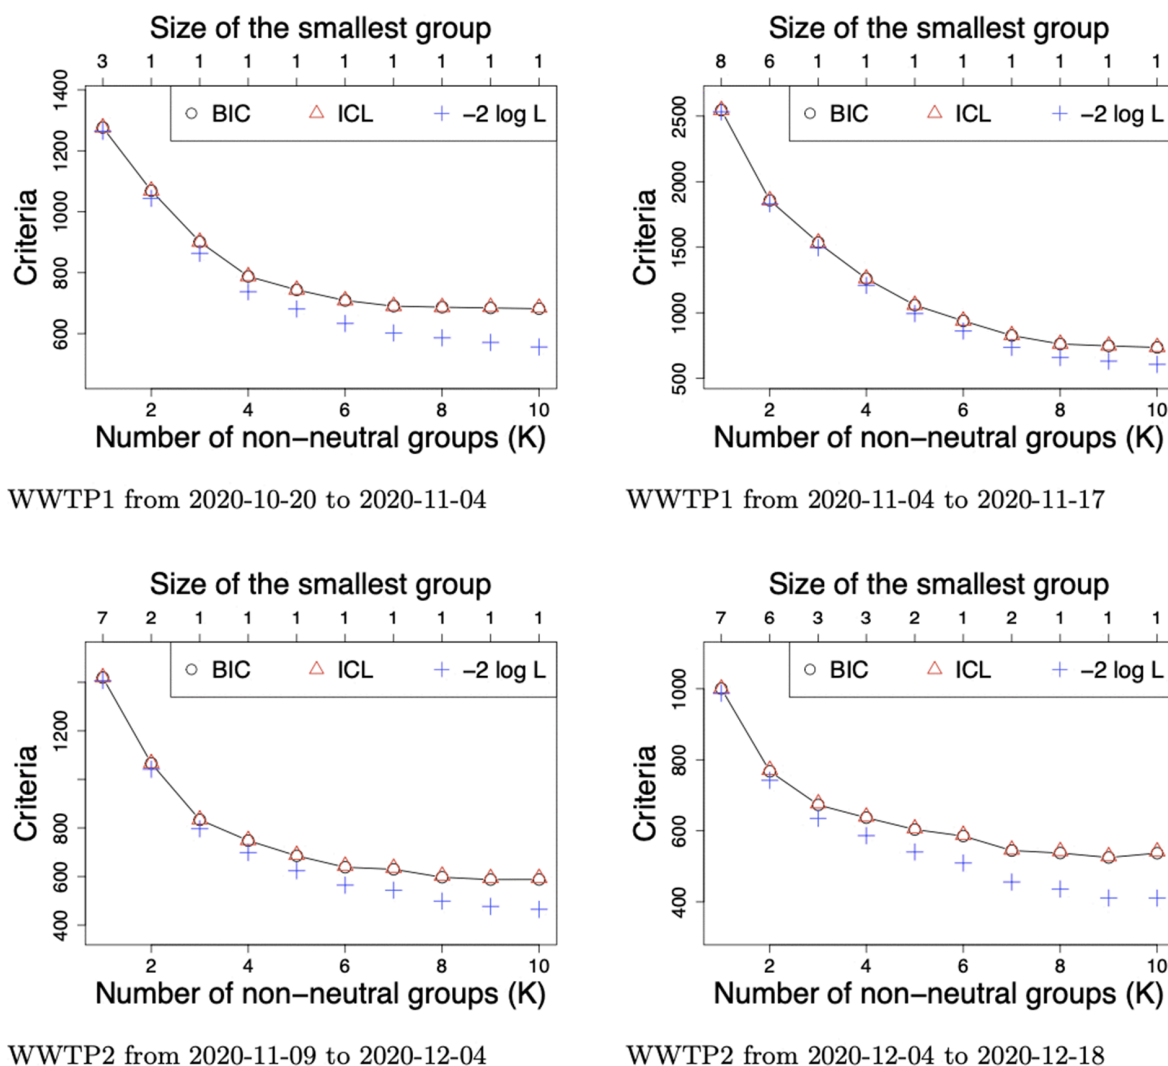 Size of the smallest group
3 1 1 1 1 1 1 1 1 1
BIC ICL −2 log L
Criteria
1400
1200
1000
800
600
2 4 6 8 10
Number of non−neutral groups (K)
WWTP1 from 2020-10-20 to 2020-11-04
Size of the smallest group
8 6 1 1 1 1 1 1 1 1
BIC ICL −2 log L
Criteria
2500
2000
1500
1000
500
2 4 6 8 10
Number of non−neutral groups (K)
WWTP1 from 2020-11-04 to 2020-11-17
Size of the smallest group
7 2 1 1 1 1 1 1 1 1
BIC ICL −2 log L
Criteria
1200
800
600
400
2 4 6 8 10
Number of non−neutral groups (K)
WWTP2 from 2020-11-09 to 2020-12-04
Size of the smallest group
7 6 3 3 2 1 2 1 1 1
BIC ICL −2 log L
Criteria
1000
800
600
400
2 4 6 8 10
Number of non−neutral groups (K)
WWTP2 from 2020-12-04 to 2020-12-18